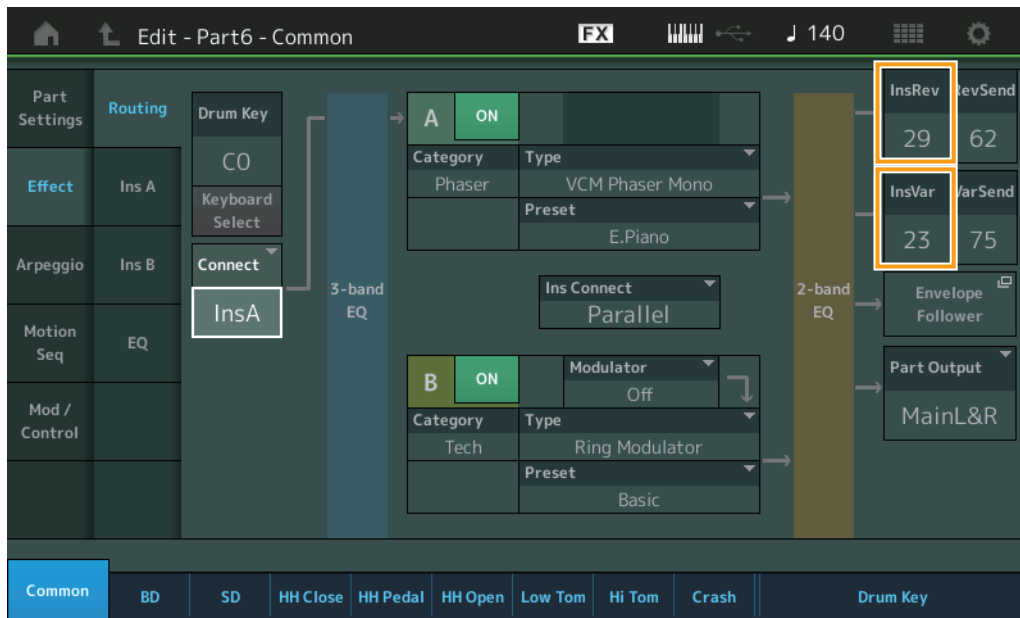 Edit - Part6 - Common
FX
♩ 140
Part
Settings
Effect
Arpeggio
Motion
Seq
Mod /
Control
Routing
Ins A
Ins B
EQ
Drum Key
C0
Keyboard
Select
Connect
InsA
3-band
EQ
A ON
Category Type
Phaser VCM Phaser Mono
Preset
E.Piano
Ins Connect
Parallel
B ON
Modulator
Off
Category Type
Tech Ring Modulator
Preset
Basic
2-band
EQ
InsRev RevSend
29 62
InsVar VarSend
23 75
Envelope
Follower
Part Output
MainL&R
Common BD SD HH Close HH Pedal HH Open Low Tom Hi Tom Crash Drum Key